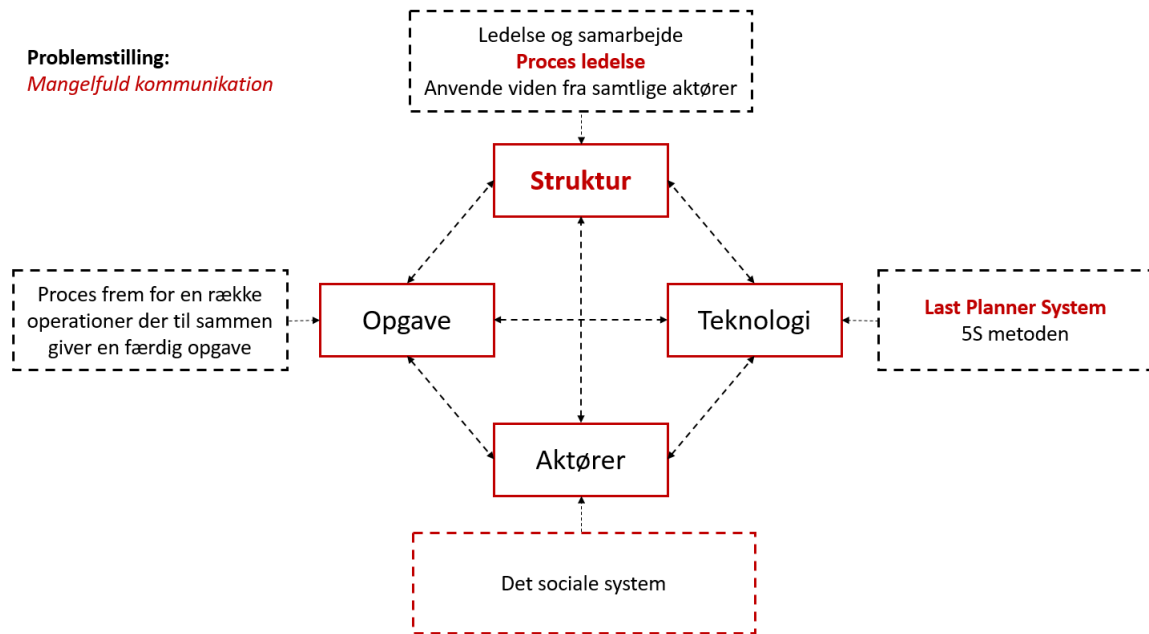 Problemstilling:
Mangelfuld kommunikation
Ledelse og samarbejde
Proces ledelse
Anvende viden fra samtlige aktører
Struktur
Proces frem for en række
operationer der til sammen
giver en færdig opgave
Opgave
Teknologi
Last Planner System
5S metoden
Aktører
Det sociale system